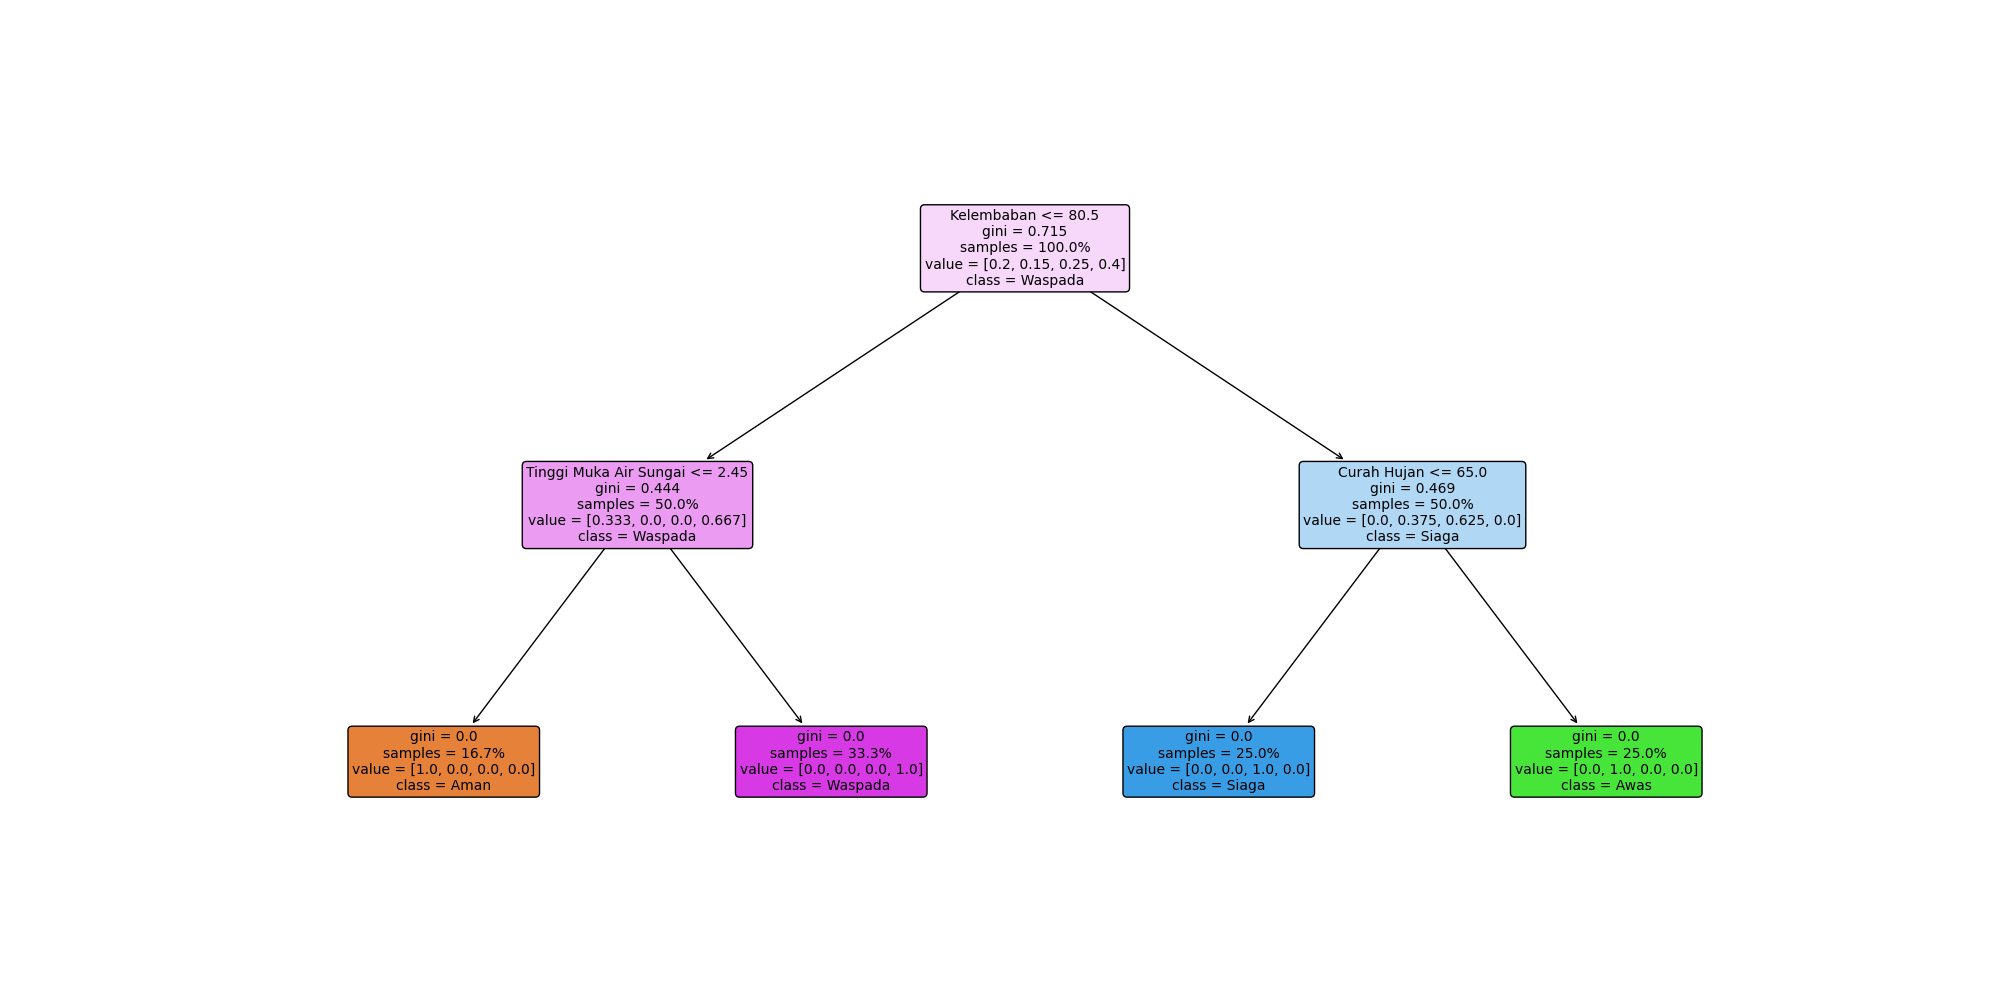 Kelembaban <= 80.5
gini = 0.715
samples = 100.0%
value = [0.2, 0.15, 0.25, 0.4]
class = Waspada
Tinggi Muka Air Sungai <= 2.45
gini = 0.444
samples = 50.0%
value = [0.333, 0.0, 0.0, 0.667]
class = Waspada
Curah Hujan <= 65.0
gini = 0.469
samples = 50.0%
value = [0.0, 0.375, 0.625, 0.0]
class = Siaga
gini = 0.0
samples = 16.7%
value = [1.0, 0.0, 0.0, 0.0]
class = Aman
gini = 0.0
samples = 33.3%
value = [0.0, 0.0, 0.0, 1.0]
class = Waspada
gini = 0.0
samples = 25.0%
value = [0.0, 0.0, 1.0, 0.0]
class = Siaga
gini = 0.0
samples = 25.0%
value = [0.0, 1.0, 0.0, 0.0]
class = Awas